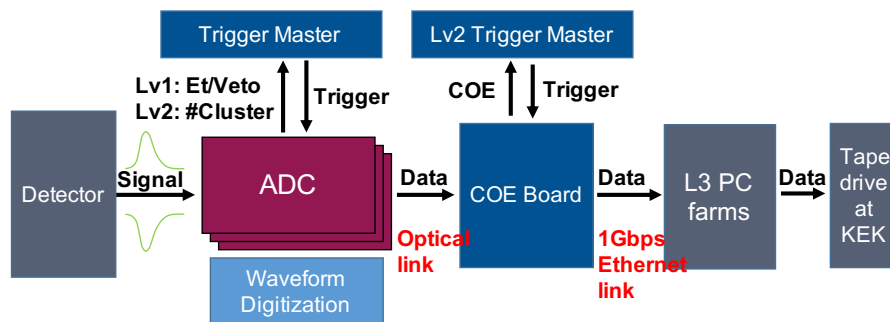 Trigger Master
Lv2 Trigger Master
Lv1: Et/Veto
Lv2: #Cluster
Trigger
COE
Trigger
Detector
Signal
ADC
Data
COE Board
Data
L3 PC
farms
Data
Tape
drive
at
KEK
Optical
link
1Gbps
Ethernet
link
Waveform
Digitization